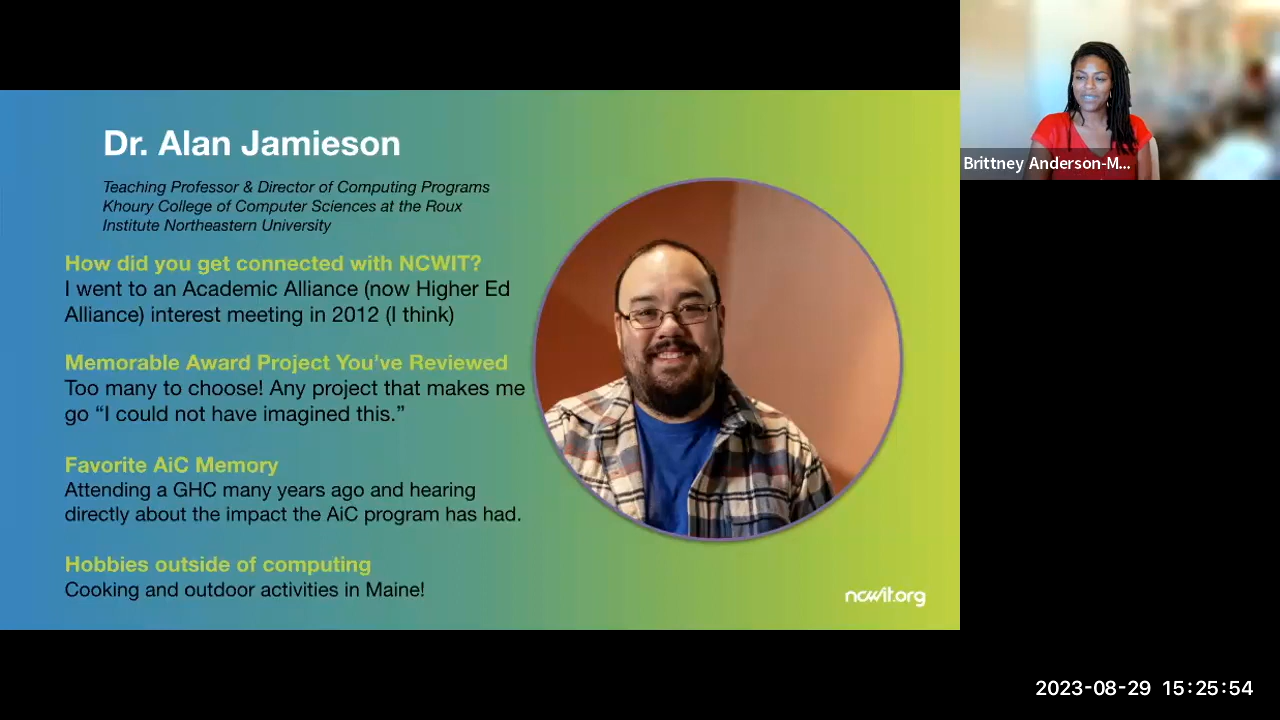 Dr. Alan Jamieson
Teaching Professor & Director of Computing Programs
Khoury College of Computer Sciences at the Roux
Institute Northeastern University
How did you get connected with NCWIT?
I went to an Academic Alliance (now Higher Ed
Alliance) interest meeting in 2012 (I think)
Memorable Award Project You’ve Reviewed
Too many to choose! Any project that makes me
go “I could not have imagined this.”
Favorite AiC Memory
Attending a GHC many years ago and hearing
directly about the impact the AiC program has had.
Hobbies outside of computing
Cooking and outdoor activities in Maine!
ncwit.org
Brittney Anderson-M...
2023-08-29 15:25:54